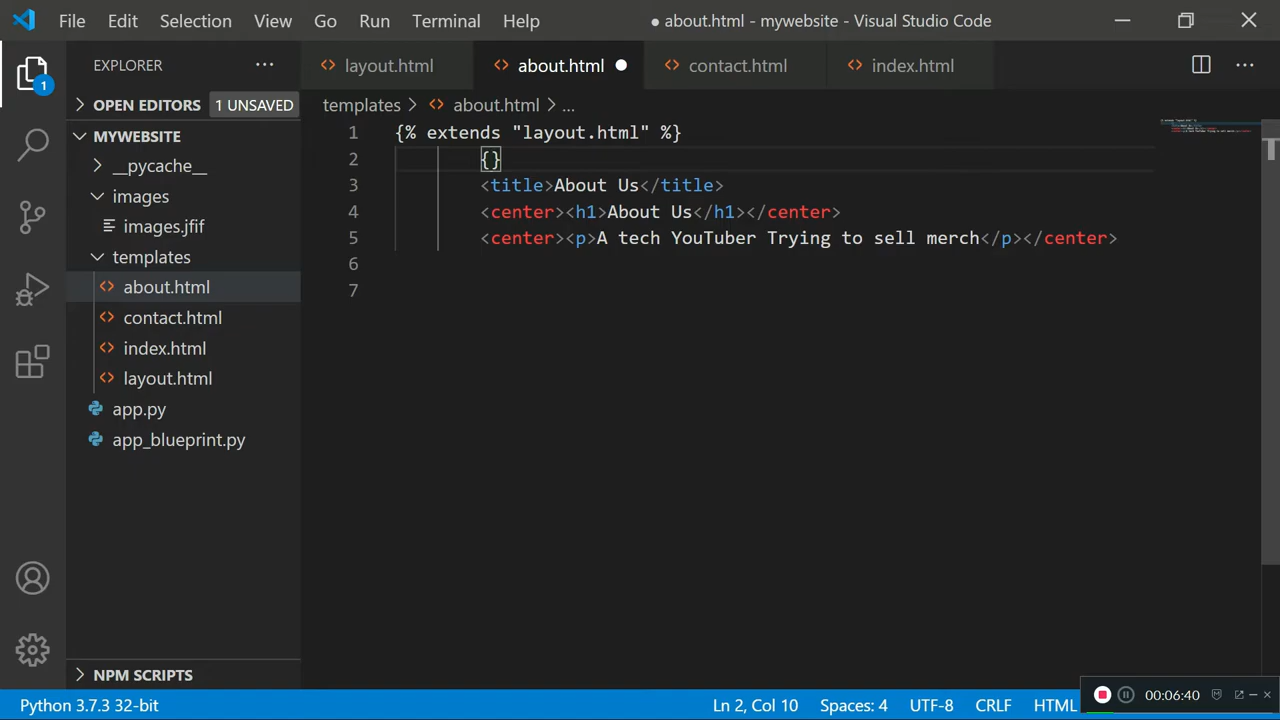 File Edit Selection View Go Run Terminal Help ● about.html - mywebsite - Visual Studio Code
EXPLORER ... layout.html about.html ● contact.html index.html ...
1
OPEN EDITORS 1 UNSAVED
templates > about.html > ...
MYWEBSITE
__pycache__
images
images.jfif
templates
about.html
contact.html
index.html
layout.html
app.py
app_blueprint.py
NPM SCRIPTS
1 {% extends "layout.html" %}
2 {}
3 <title>About Us</title>
4 <center><h1>About Us</h1></center>
5 <center><p>A tech YouTuber Trying to sell merch</p></center>
6
7
Python 3.7.3 32-bit Ln 2, Col 10 Spaces: 4 UTF-8 CRLF HTML 00:06:40